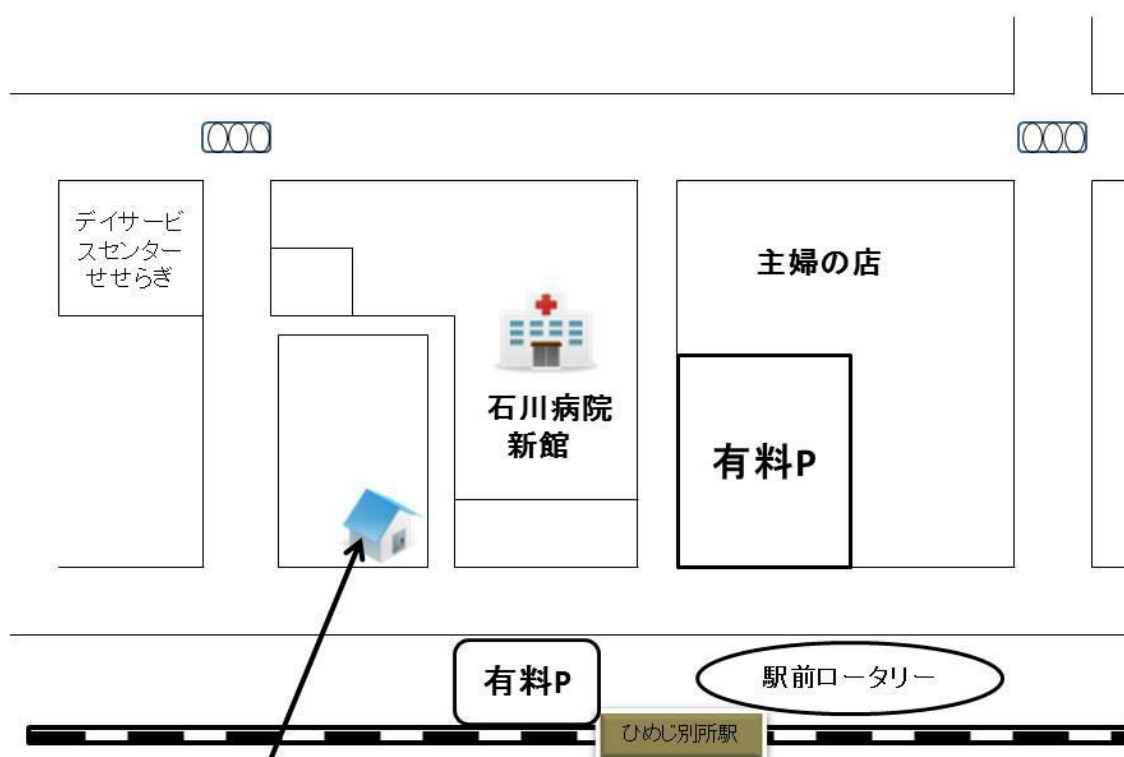 デイサービ
スセンター
せせらぎ
主婦の店
石川病院
新館
有料P
有料P
駅前ロータリー
ひめじ別所駅